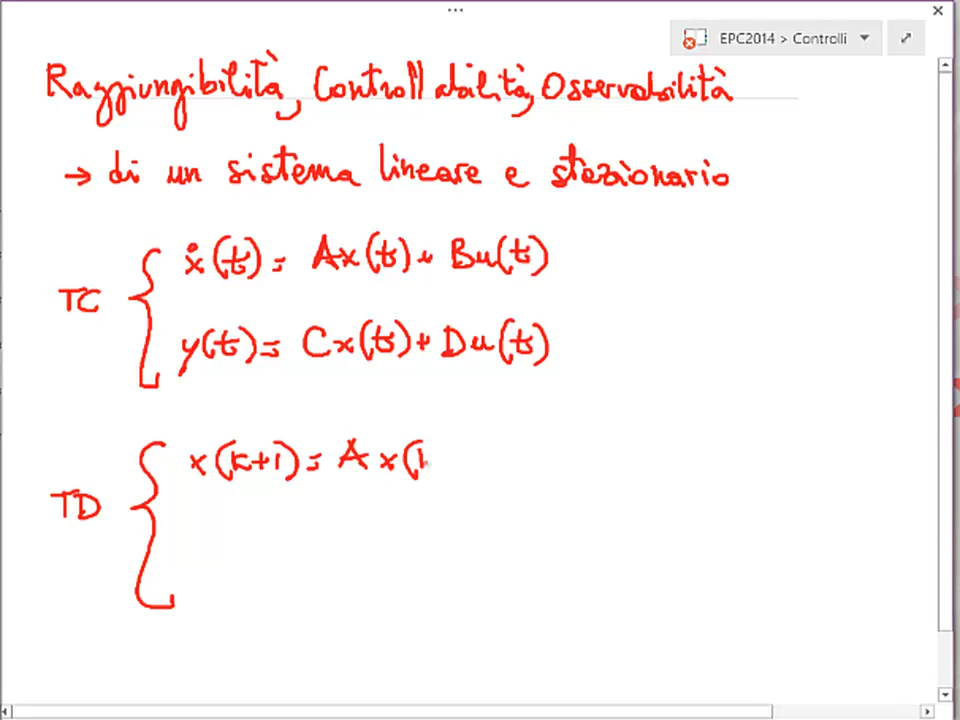 ...
EPC2014 > Controlli
Raggiungibilità, Controllabilità, Osservabilità
→ di un sistema lineare e stazionario
TC { ẋ(t) = Ax(t) + Bu(t)
y(t) = Cx(t) + Du(t)
TD { x(k+1) = A x(